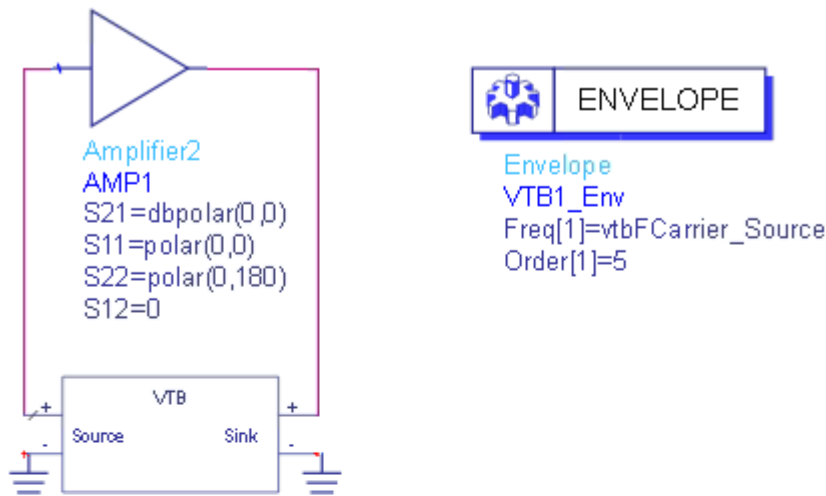 Amplifier2
AMP1
S21=dbpolar(0,0)
S11=polar(0,0)
S22=polar(0,180)
S12=0
ENVELOPE
Envelope
VTB1_Env
Freq[1]=vtbFCarrier_Source
Order[1]=5
VTB
+ +
Source Sink
- -